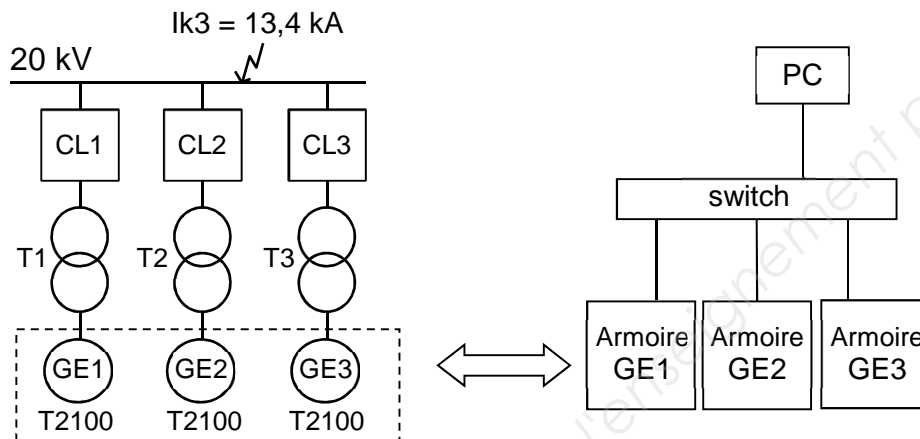 Ik3 = 13,4 kA
20 kV
CL1 CL2 CL3
T1 T2 T3
GE1 GE2 GE3
T2100 T2100 T2100
PC
switch
Armoire GE1
Armoire GE2
Armoire GE3
l'enseignement